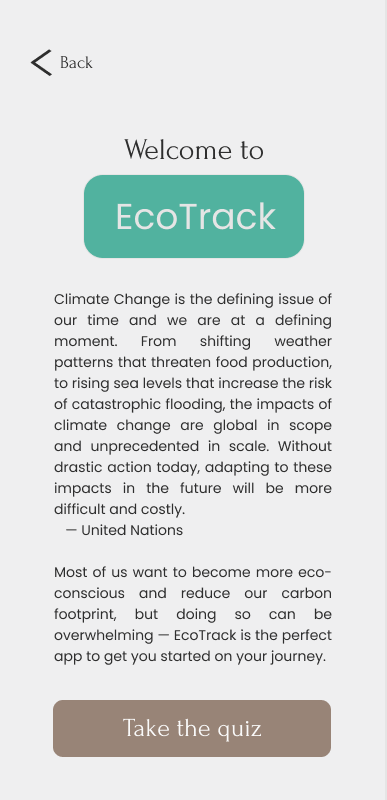 Back
Welcome to
EcoTrack
Climate Change is the defining issue of
our time and we are at a defining
moment. From shifting weather
patterns that threaten food production,
to rising sea levels that increase the risk
of catastrophic flooding, the impacts of
climate change are global in scope
and unprecedented in scale. Without
drastic action today, adapting to these
impacts in the future will be more
difficult and costly.
— United Nations
Most of us want to become more eco-
conscious and reduce our carbon
footprint, but doing so can be
overwhelming — EcoTrack is the perfect
app to get you started on your journey.
Take the quiz